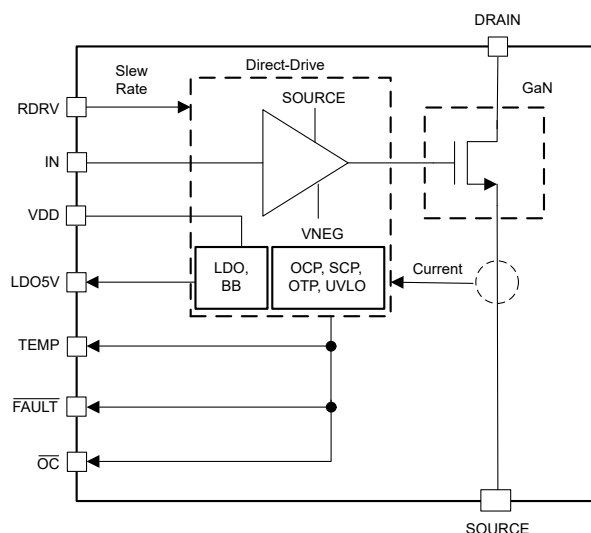 DRAIN
Slew
Rate
Direct-Drive
SOURCE
GaN
RDRV
IN
VDD
VNEG
LDO,
BB
OCP, SCP,
OTP, UVLO
Current
LDO5V
TEMP
FAULT
OC
SOURCE